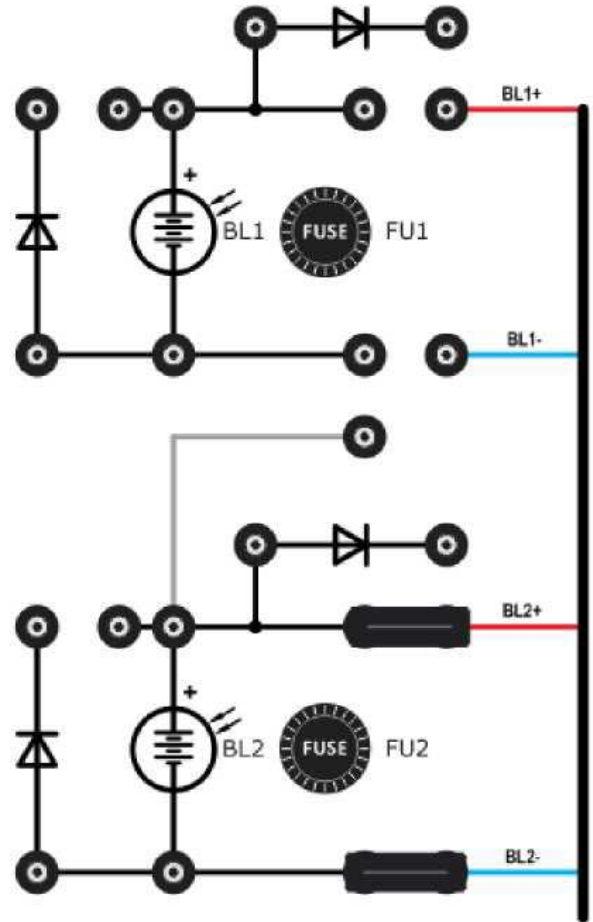 BL1+
+
BL1
FUSE
FU1
BL1-
BL2+
+
BL2
FUSE
FU2
BL2-